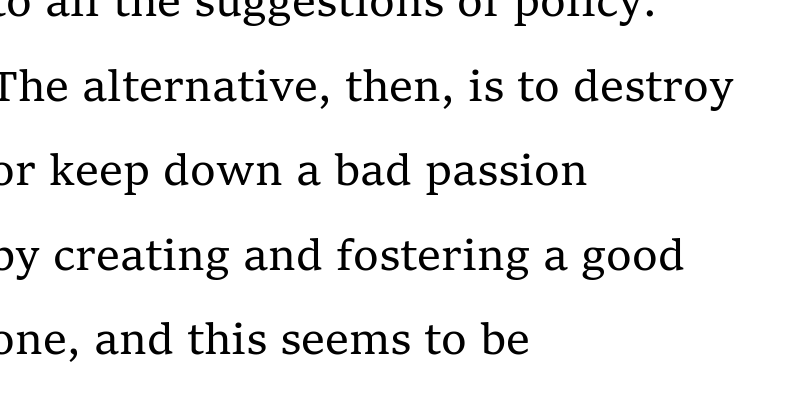 to all the suggestions of policy.
The alternative, then, is to destroy
or keep down a bad passion
by creating and fostering a good
one, and this seems to be